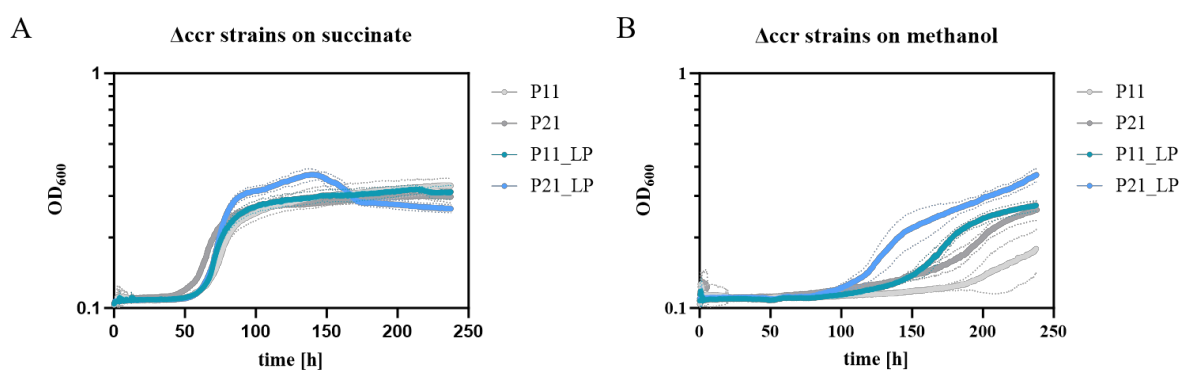 A
Δccr strains on succinate
1
0.1
OD600
0
50
100
150
200
250
time [h]
P11
P21
P11_LP
P21_LP
B
Δccr strains on methanol
1
0.1
OD600
0
50
100
150
200
250
time [h]
P11
P21
P11_LP
P21_LP